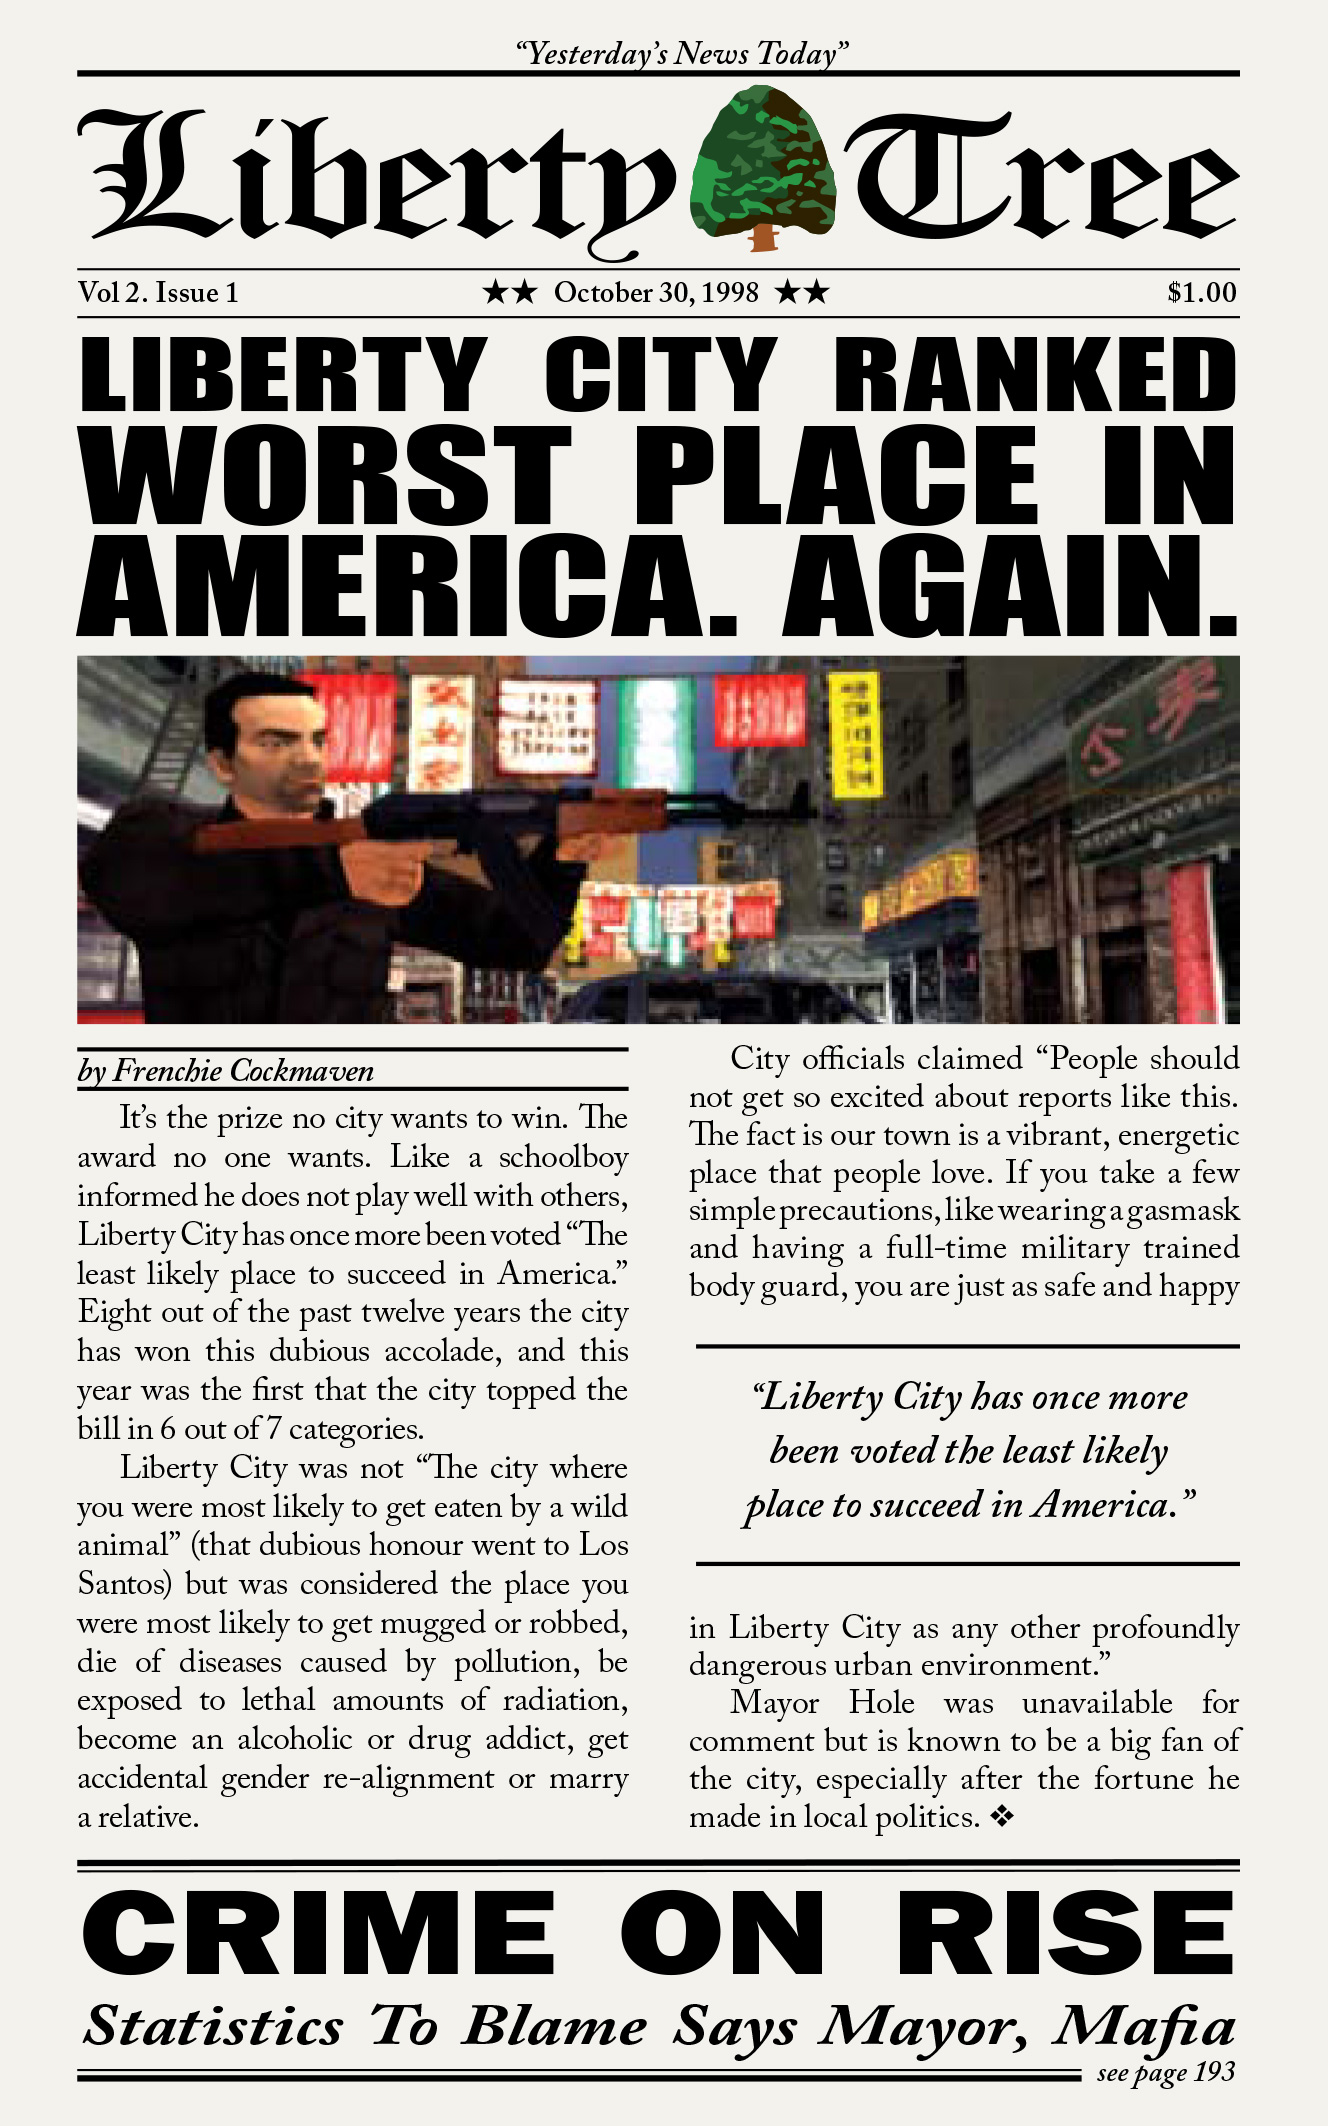 “Yesterday’s News Today”
Liberty Tree
Vol 2. Issue 1 ★★ October 30, 1998 ★★ $1.00
LIBERTY CITY RANKED
WORST PLACE IN
AMERICA. AGAIN.
by Frenchie Cockmaven
It’s the prize no city wants to win. The
award no one wants. Like a schoolboy
informed he does not play well with others,
Liberty City has once more been voted “The
least likely place to succeed in America.”
Eight out of the past twelve years the city
has won this dubious accolade, and this
year was the first that the city topped the
bill in 6 out of 7 categories.
Liberty City was not “The city where
you were most likely to get eaten by a wild
animal” (that dubious honour went to Los
Santos) but was considered the place you
were most likely to get mugged or robbed,
die of diseases caused by pollution, be
exposed to lethal amounts of radiation,
become an alcoholic or drug addict, get
accidental gender re-alignment or marry
a relative.
City officials claimed “People should
not get so excited about reports like this.
The fact is our town is a vibrant, energetic
place that people love. If you take a few
simple precautions, like wearing a gasmask
and having a full-time military trained
body guard, you are just as safe and happy
“Liberty City has once more
been voted the least likely
place to succeed in America.”
in Liberty City as any other profoundly
dangerous urban environment.”
Mayor Hole was unavailable for
comment but is known to be a big fan of
the city, especially after the fortune he
made in local politics. ❖
CRIME ON RISE
Statistics To Blame Says Mayor, Mafia
see page 193